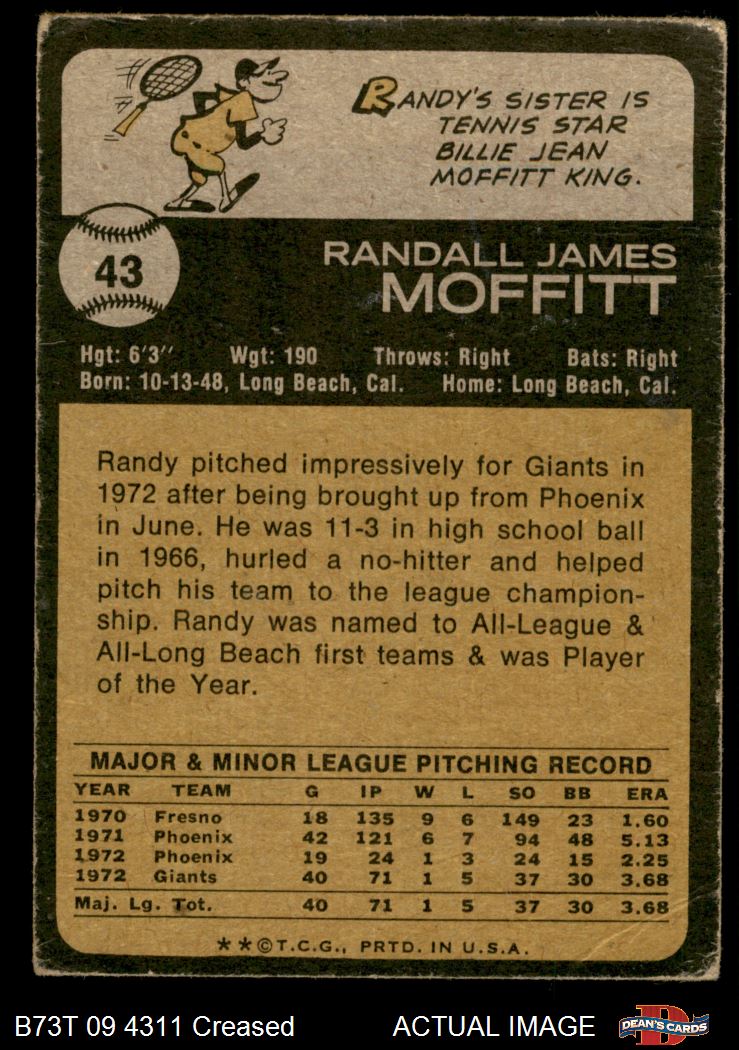 RANDY'S SISTER IS
TENNIS STAR
BILLIE JEAN
MOFFITT KING.
43
RANDALL JAMES
MOFFITT
Hgt: 6'3" Wgt: 190 Throws: Right Bats: Right
Born: 10-13-48, Long Beach, Cal. Home: Long Beach, Cal.
Randy pitched impressively for Giants in
1972 after being brought up from Phoenix
in June. He was 11-3 in high school ball
in 1966, hurled a no-hitter and helped
pitch his team to the league champion-
ship. Randy was named to All-League &
All-Long Beach first teams & was Player
of the Year.
MAJOR & MINOR LEAGUE PITCHING RECORD
YEAR TEAM G IP W L SO BB ERA
1970 Fresno 18 135 9 6 149 23 1.60
1971 Phoenix 42 121 6 7 94 48 5.13
1972 Phoenix 19 24 1 3 24 15 2.25
1972 Giants 40 71 1 5 37 30 3.68
Maj. Lg. Tot. 40 71 1 5 37 30 3.68
**©T.C.G., PRTD. IN U.S.A.
B73T 09 4311 Creased ACTUAL IMAGE DEAN'S CARDS